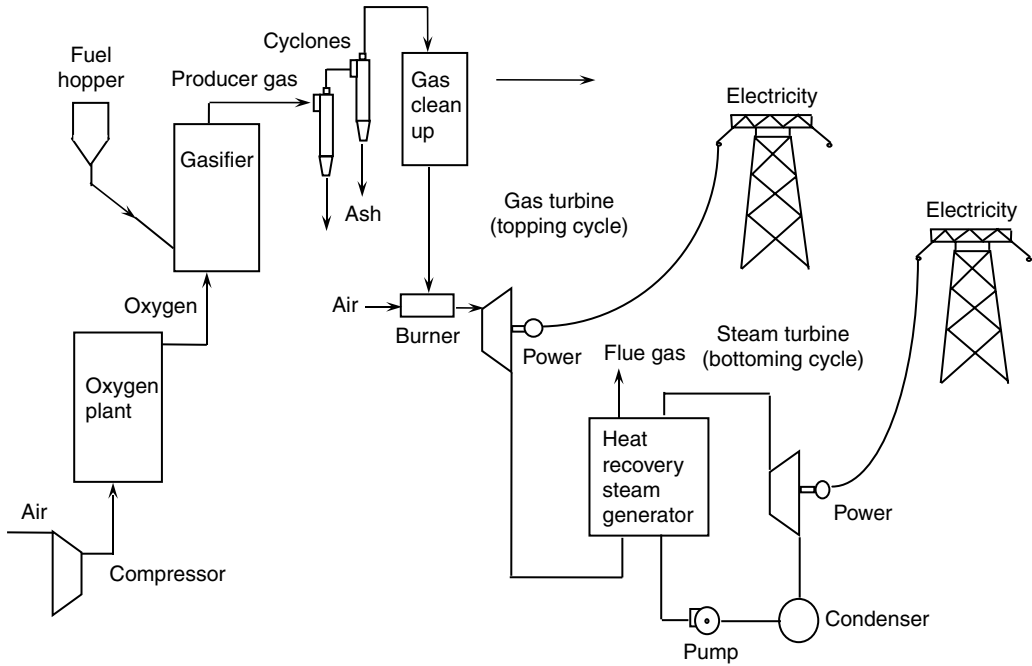 Fuel
hopper
Cyclones
Producer gas
Gasifier
Gas
clean
up
Ash
Electricity
Gas turbine
(topping cycle)
Electricity
Oxygen
Air
Burner
Power
Steam turbine
(bottoming cycle)
Flue gas
Oxygen
plant
Heat
recovery
steam
generator
Power
Air
Compressor
Condenser
Pump